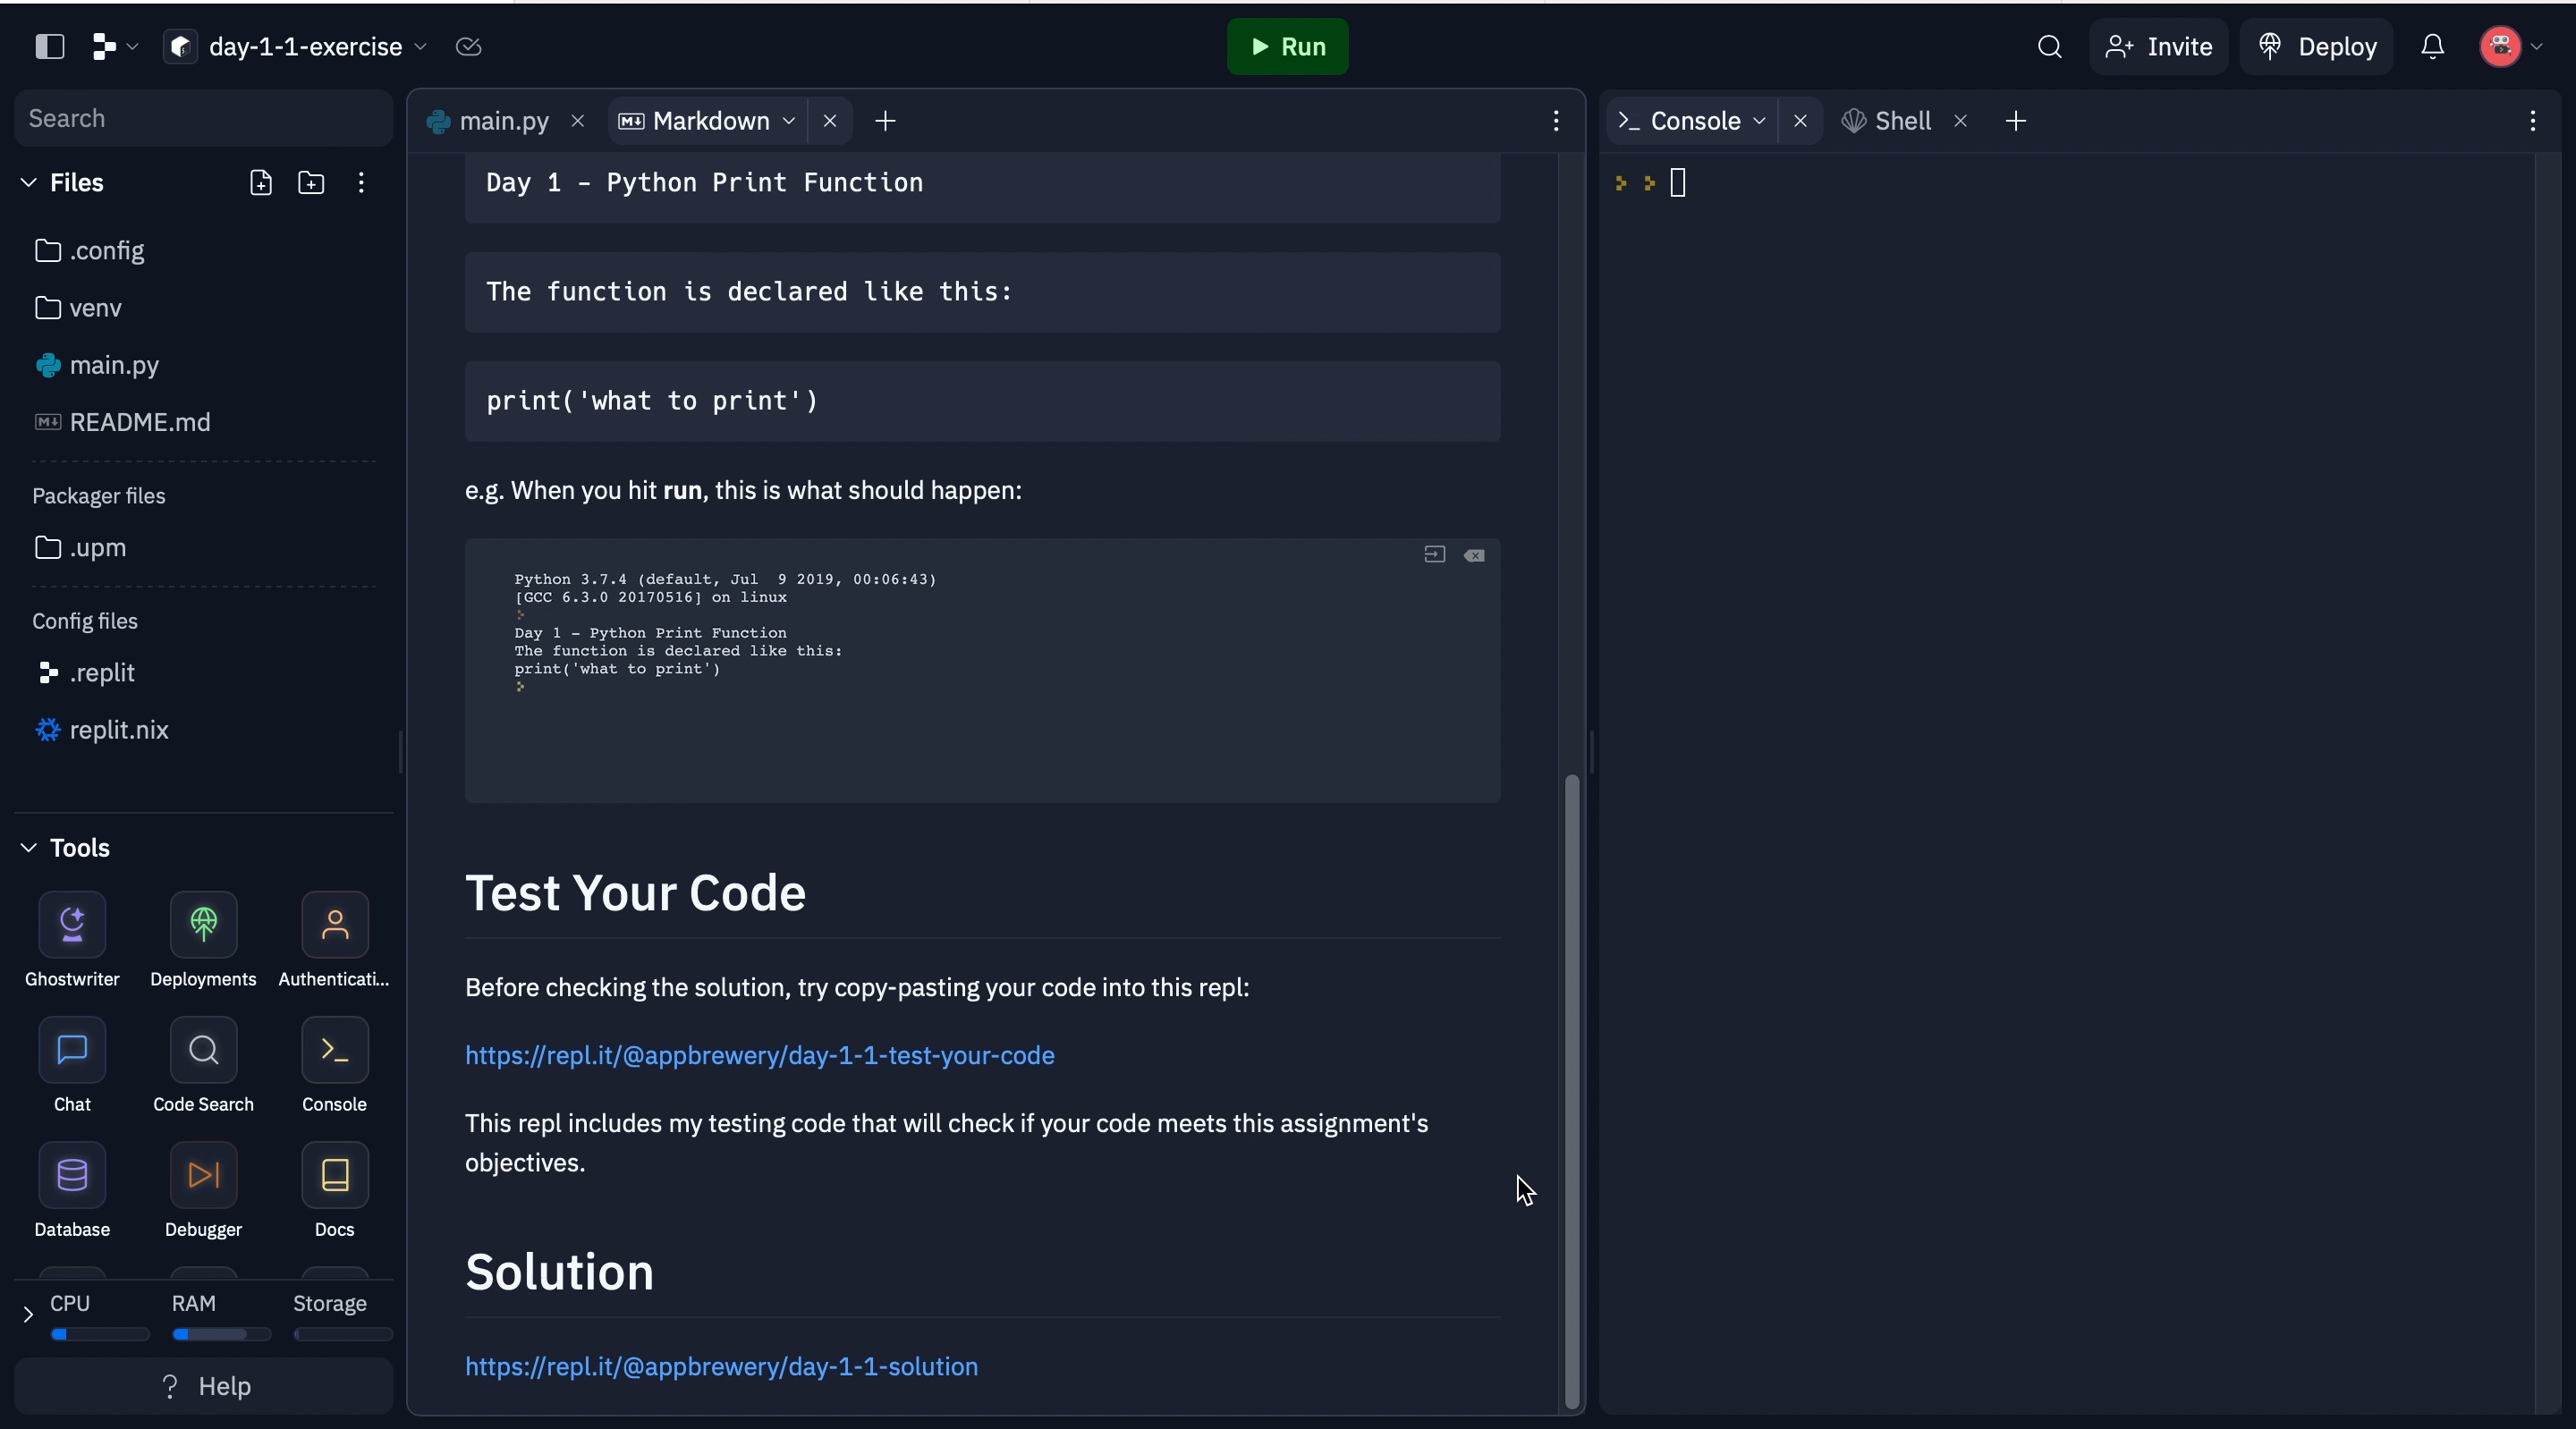 day-1-1-exercise
Run
Invite
Deploy
Search
Files
.config
venv
main.py
README.md
Packager files
.upm
Config files
.replit
replit.nix
Tools
Ghostwriter
Deployments
Authenticati...
Chat
Code Search
Console
Database
Debugger
Docs
CPU
RAM
Storage
? Help
main.py
Markdown
Day 1 - Python Print Function
The function is declared like this:
print('what to print')
e.g. When you hit run, this is what should happen:
Python 3.7.4 (default, Jul  9 2019, 00:06:43)
[GCC 6.3.0 20170516] on linux
Day 1 - Python Print Function
The function is declared like this:
print('what to print')
Test Your Code
Before checking the solution, try copy-pasting your code into this repl:
https://repl.it/@appbrewery/day-1-1-test-your-code
This repl includes my testing code that will check if your code meets this assignment's
objectives.
Solution
https://repl.it/@appbrewery/day-1-1-solution
Console
Shell